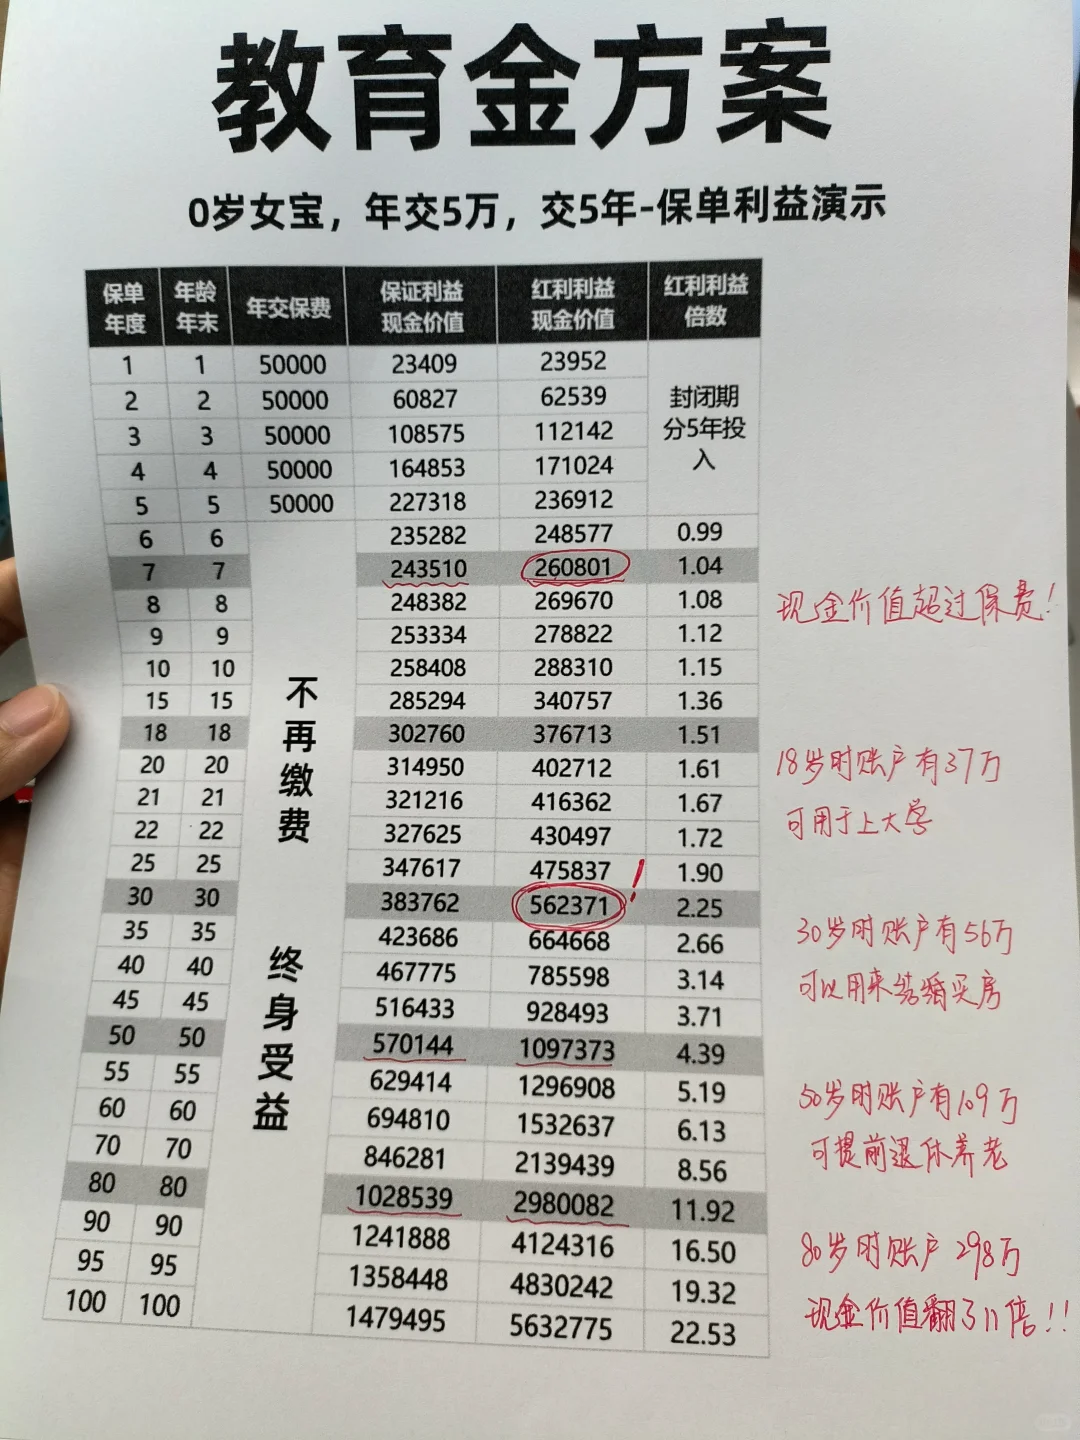 教育金方案
0岁女宝，年交5万，交5年-保单利益演示
保单年度 年龄年末 年交保费 保证利益现金价值 红利利益现金价值 红利利益倍数
1 1 50000 23409 23952
2 2 50000 60827 62539
3 3 50000 108575 112142
4 4 50000 164853 171024
5 5 50000 227318 236912
封闭期
分5年投
入
6 6 235282 248577 0.99
7 7 243510 260801 1.04
8 8 248382 269670 1.08
9 9 253334 278822 1.12
10 10 258408 288310 1.15
15 15 285294 340757 1.36
18 18 302760 376713 1.51
20 20 314950 402712 1.61
21 21 321216 416362 1.67
22 22 327625 430497 1.72
25 25 347617 475837 ! 1.90
30 30 383762 562371 2.25
35 35 423686 664668 2.66
40 40 467775 785598 3.14
45 45 516433 928493 3.71
50 50 570144 1097373 4.39
55 55 629414 1296908 5.19
60 60 694810 1532637 6.13
70 70 846281 2139439 8.56
80 80 1028539 2980082 11.92
90 90 1241888 4124316 16.50
95 95 1358448 4830242 19.32
100 100 1479495 5632775 22.53
不再缴费
终身受益
现金价值超过保费！
18岁时账户有37万
可用于上大学
30岁时账户有56万
可以用来结婚买房
50岁时账户有109万
可提前退休养老
80岁时账户298万
现金价值翻了11倍！！